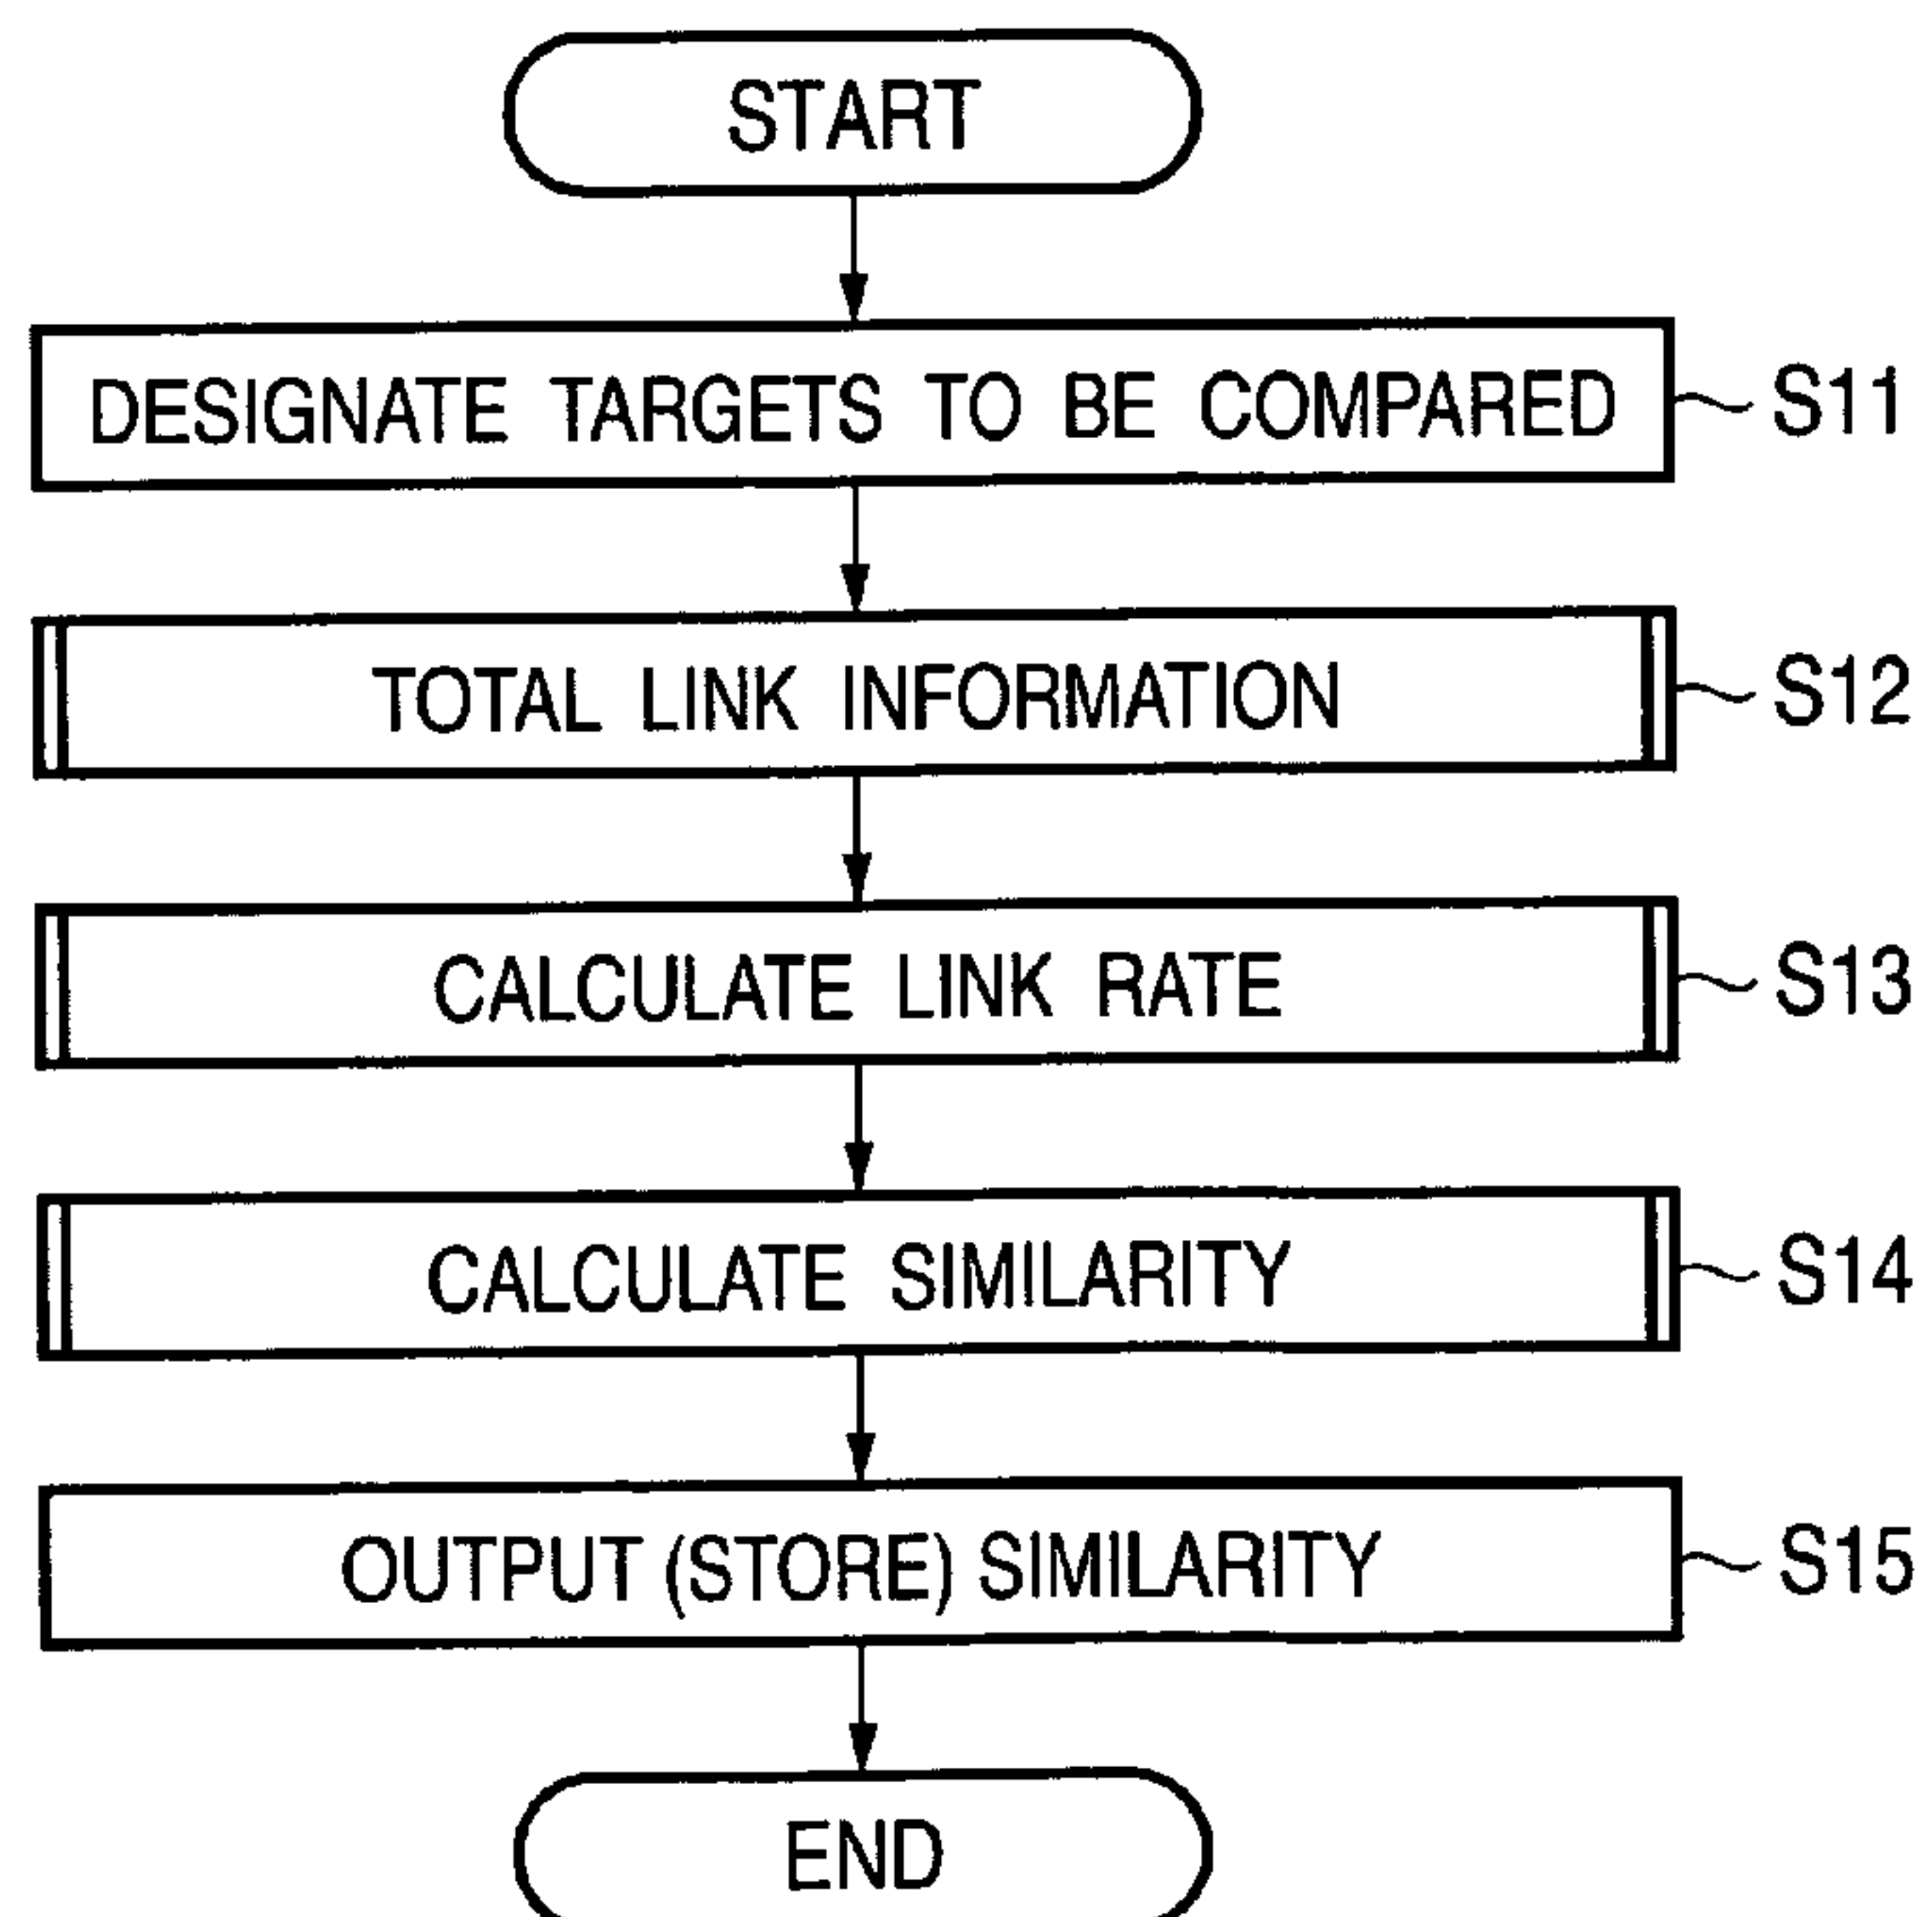 START
DESIGNATE TARGETS TO BE COMPARED S11
TOTAL LINK INFORMATION S12
CALCULATE LINK RATE S13
CALCULATE SIMILARITY S14
OUTPUT (STORE) SIMILARITY S15
END